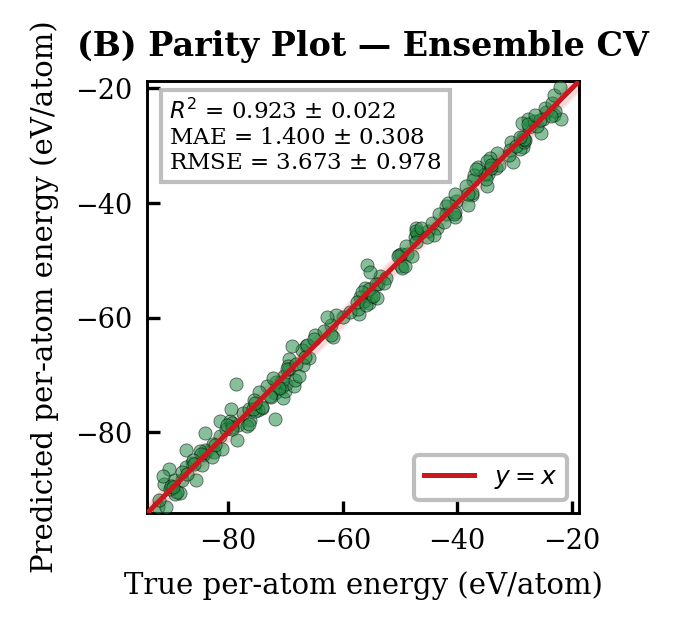 (B) Parity Plot — Ensemble CV
Predicted per-atom energy (eV/atom)
−20
−40
−60
−80
R² = 0.923 ± 0.022
MAE = 1.400 ± 0.308
RMSE = 3.673 ± 0.978
y = x
−80
−60
−40
−20
True per-atom energy (eV/atom)